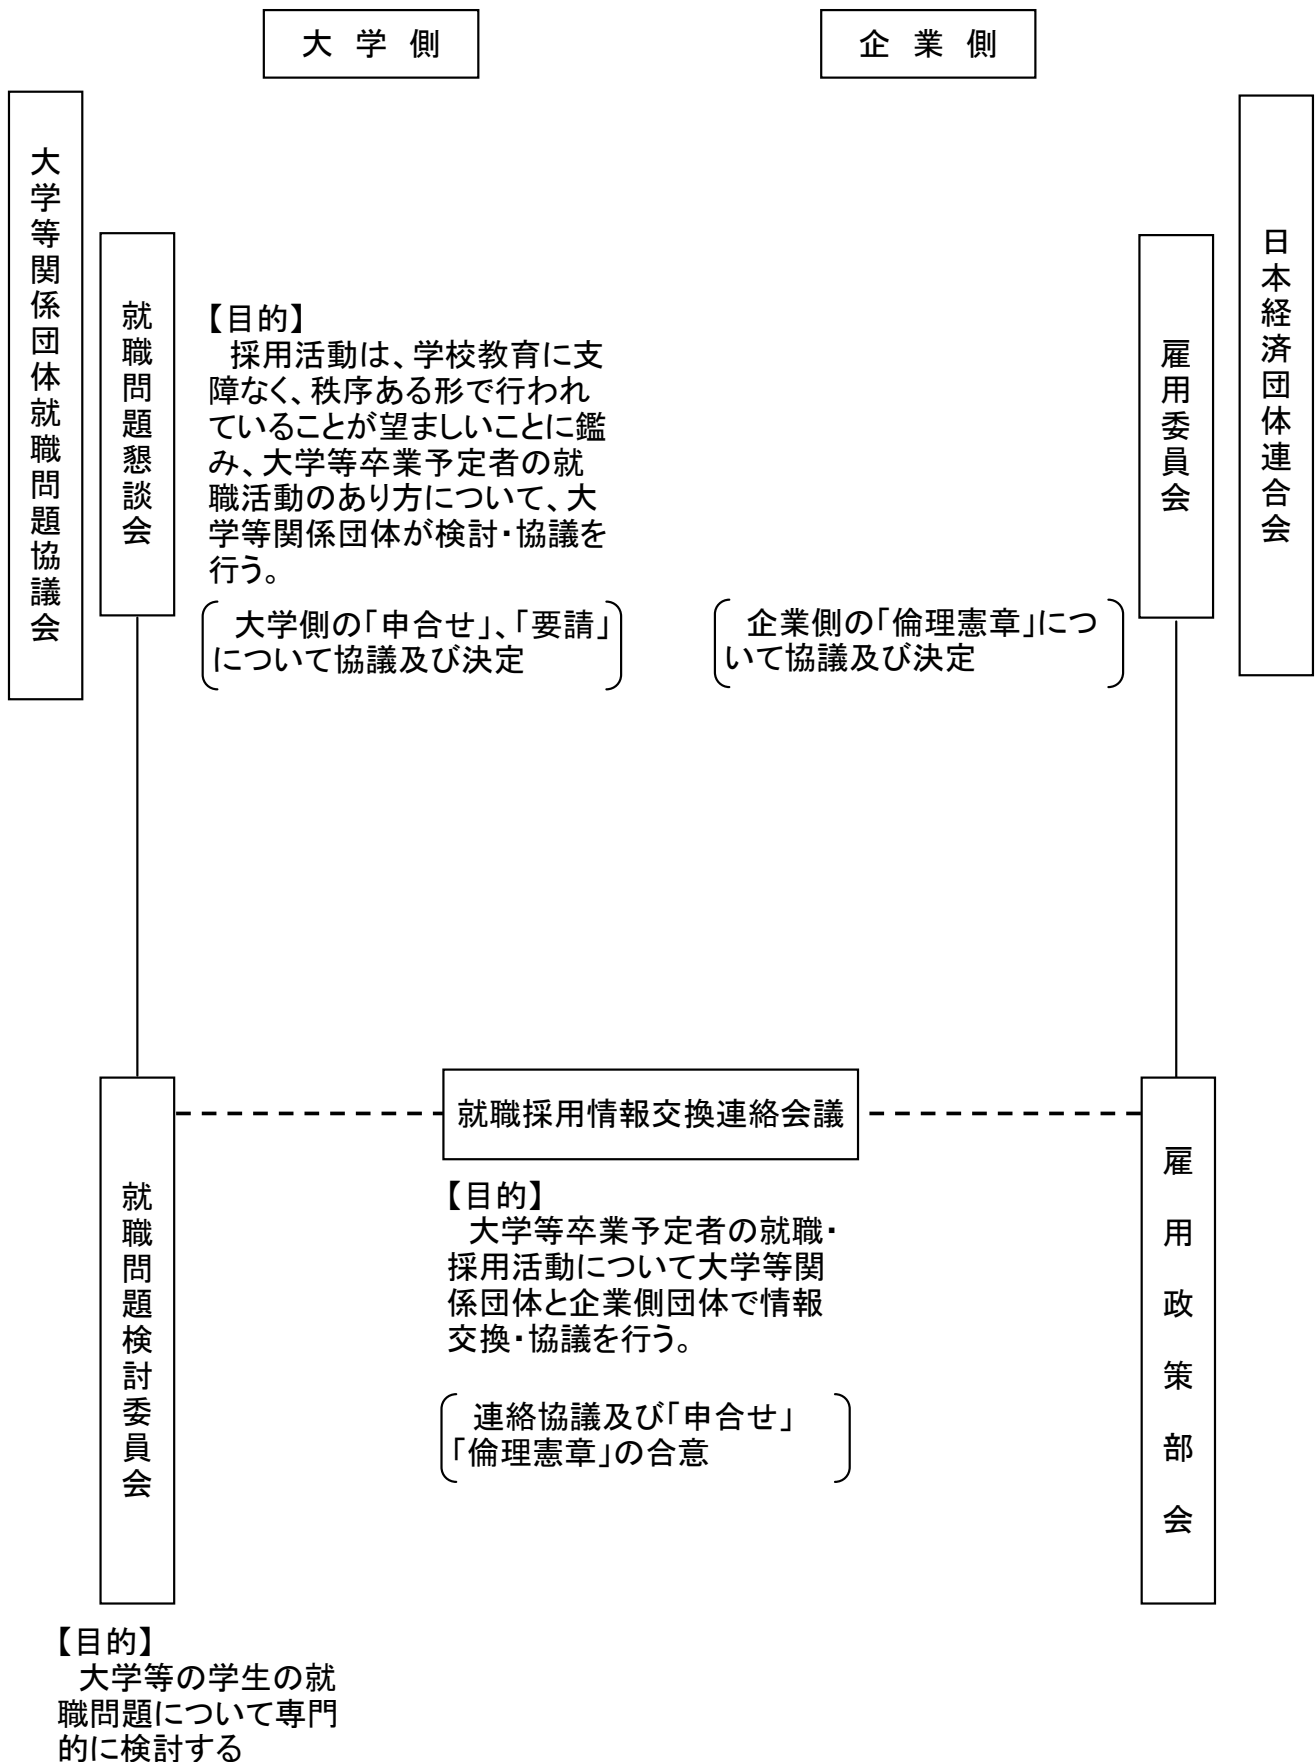 大学側
企業側
大学等関係団体就職問題協議会
就職問題懇談会
【目的】
採用活動は、学校教育に支
障なく、秩序ある形で行われ
ていることが望ましいことに鑑
み、大学等卒業予定者の就
職活動のあり方について、大
学等関係団体が検討・協議を
行う。
大学側の「申合せ」、「要請」
について協議及び決定
企業側の「倫理憲章」につ
いて協議及び決定
雇用委員会
日本経済団体連合会
就職問題検討委員会
【目的】
大学等の学生の就
職問題について専門
的に検討する
就職採用情報交換連絡会議
【目的】
大学等卒業予定者の就職・
採用活動について大学等関
係団体と企業側団体で情報
交換・協議を行う。
連絡協議及び「申合せ」
「倫理憲章」の合意
雇用政策部会